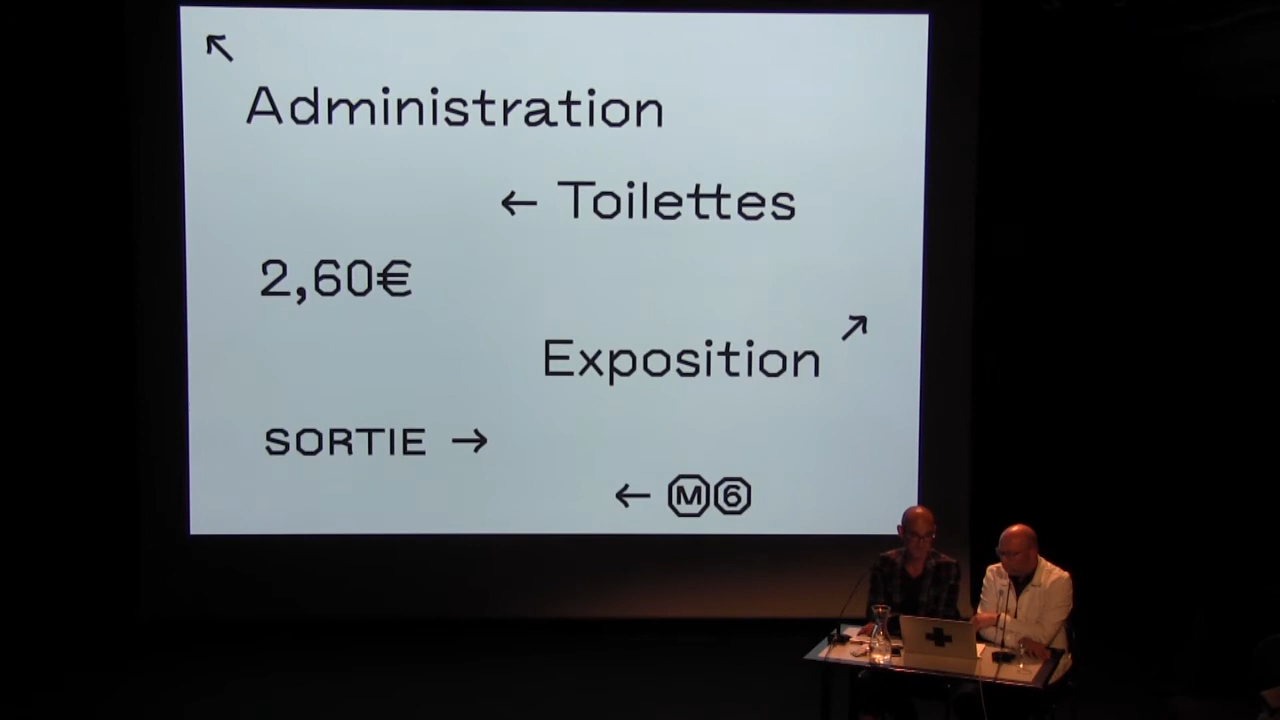 ↖
Administration
← Toilettes
2,60€
Exposition ↗
SORTIE →
← Ⓜ⑥